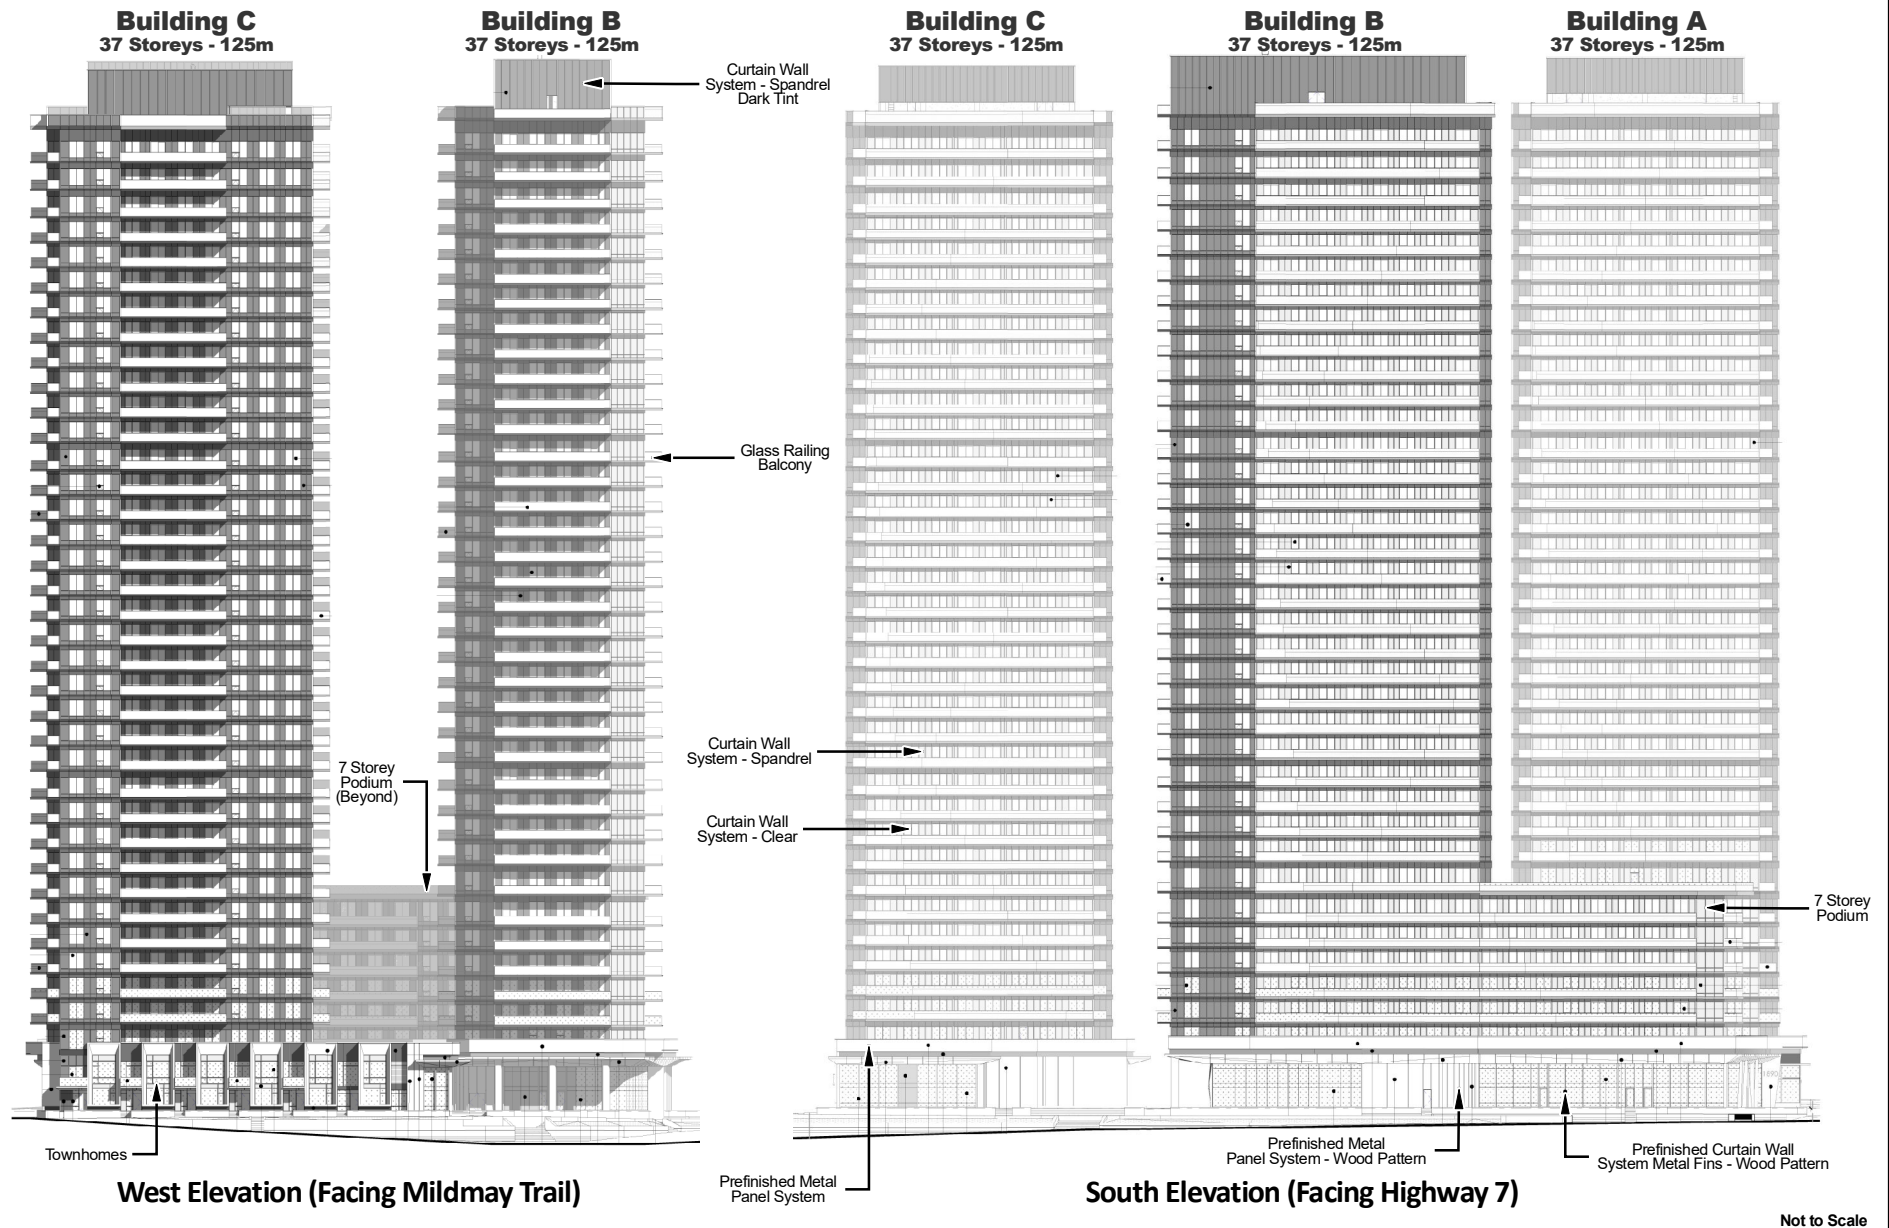 Building C
37 Storeys - 125m
Building B
37 Storeys - 125m
Building C
37 Storeys - 125m
Building B
37 Storeys - 125m
Building A
37 Storeys - 125m
Curtain Wall
System - Spandrel
Dark Tint
Glass Railing
Balcony
Curtain Wall
System - Spandrel
7 Storey
Podium
(Beyond)
Curtain Wall
System - Clear
7 Storey
Podium
Townhomes
Prefinished Metal
Panel System
Prefinished Metal
Panel System - Wood Pattern
Prefinished Curtain Wall
System Metal Fins - Wood Pattern
West Elevation (Facing Mildmay Trail)
South Elevation (Facing Highway 7)
Not to Scale